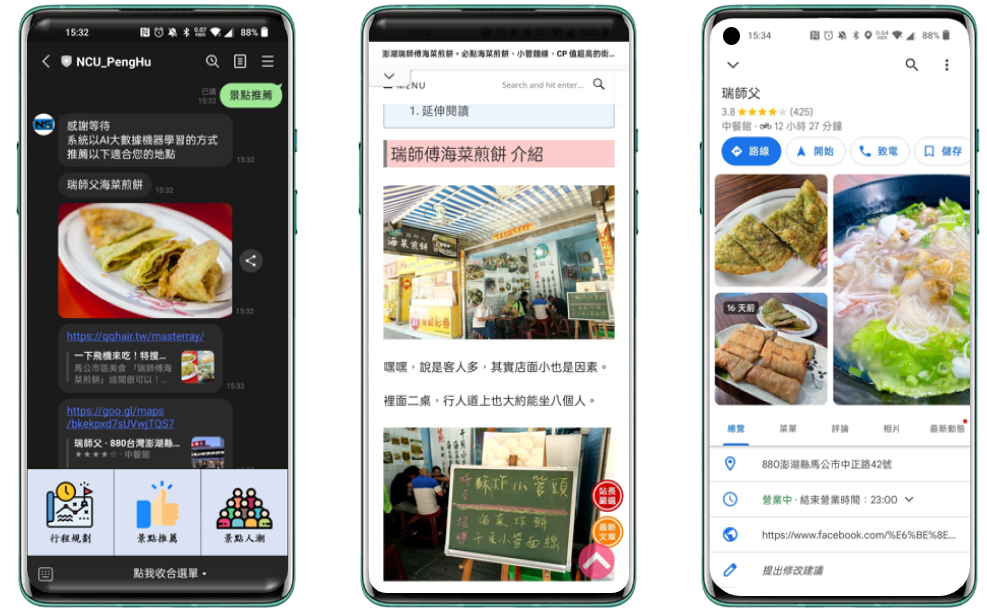 15:32
0.07
KB/S
88%
NCU_PengHu
已讀
15:32
景點推薦
感謝等待
系統以AI大數據機器學習的方式
推薦以下適合您的地點
15:32
瑞師父海菜煎餅
15:32
15:32
https://qqhair.tw/masterray/
一下飛機來吃！特搜...
馬公市區美食 「瑞師傅海
菜煎餅」這間很可以！...
15:32
https://goo.gl/maps
/bkekpxd7sUVwjTQS7
瑞師父 · 880台灣澎湖縣...
★★★★☆ · 中餐館
15:32
行程規劃
景點推薦
景點人潮
點我收合選單
澎湖瑞師傅海菜煎餅。必點海菜煎餅、小管麵線，CP 值超高的街...
MENU
Search and hit enter...
1. 延伸閱讀
瑞師傅海菜煎餅 介紹
海菜煎餅
嘿嘿，說是客人多，其實店面小也是因素。
裡面二桌，行人道上也大約能坐八個人。
酥炸小管頭
海菜炸餅
干貝小管面線
站長
嚴選
最新
文章
15:34
0.04
KB/S
88%
瑞師父
3.8 ★★★★★ (425)
中餐館 · 12 小時 27 分鐘
路線
開始
致電
儲存
16 天前
總覽
菜單
評論
相片
最新動態
880澎湖縣馬公市中正路42號
營業中 · 結束營業時間：23:00
https://www.facebook.com/%E6%BE%8E...
提出修改建議